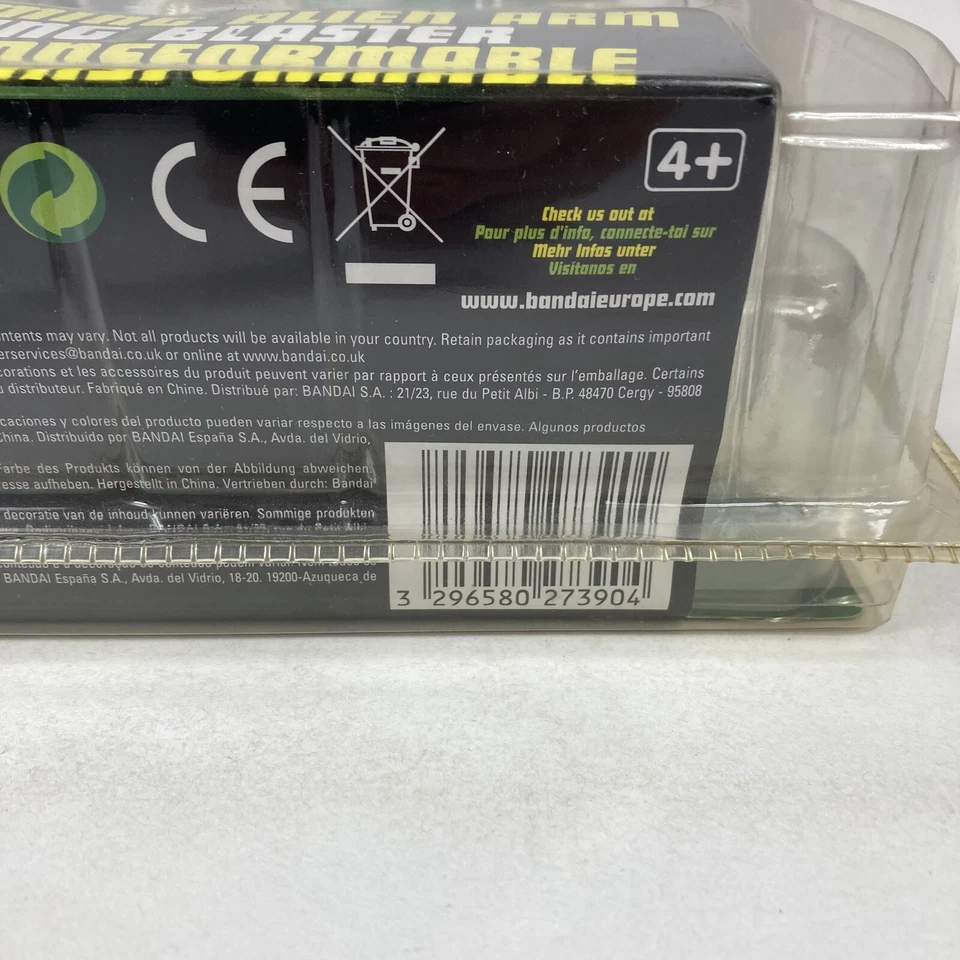 ALIEN ARM
BLASTER
CE
4+
Check us out at
Pour plus d'info, connecte-toi sur
Mehr Infos unter
Visitanos en
www.bandaieurope.com
ontents may vary. Not all products will be available in your country. Retain packaging as it contains important
erservices@bandai.co.uk or online at www.bandai.co.uk
corations et les accessoires du produit peuvent varier par rapport à ceux présentés sur l'emballage. Certains
u distributeur. Fabriqué en Chine. Distribué par: BANDAI S.A. : 21/23, rue du Petit Albi - B.P. 48470 Cergy - 95808
caciones y colores del producto pueden variar respecto a las imágenes del envase. Algunos productos
China. Distribuido por BANDAI España S.A., Avda. del Vidrio,
Farbe des Produkts können von der Abbildung abweichen,
esse aufheben. Hergestellt in China. Vertrieben durch: Bandai
decoratie van de inhoud kunnen variëren. Sommige produkten
BANDAI España S.A., Avda. del Vidrio, 18-20. 19200-Azuqueca de
3 296580 273904